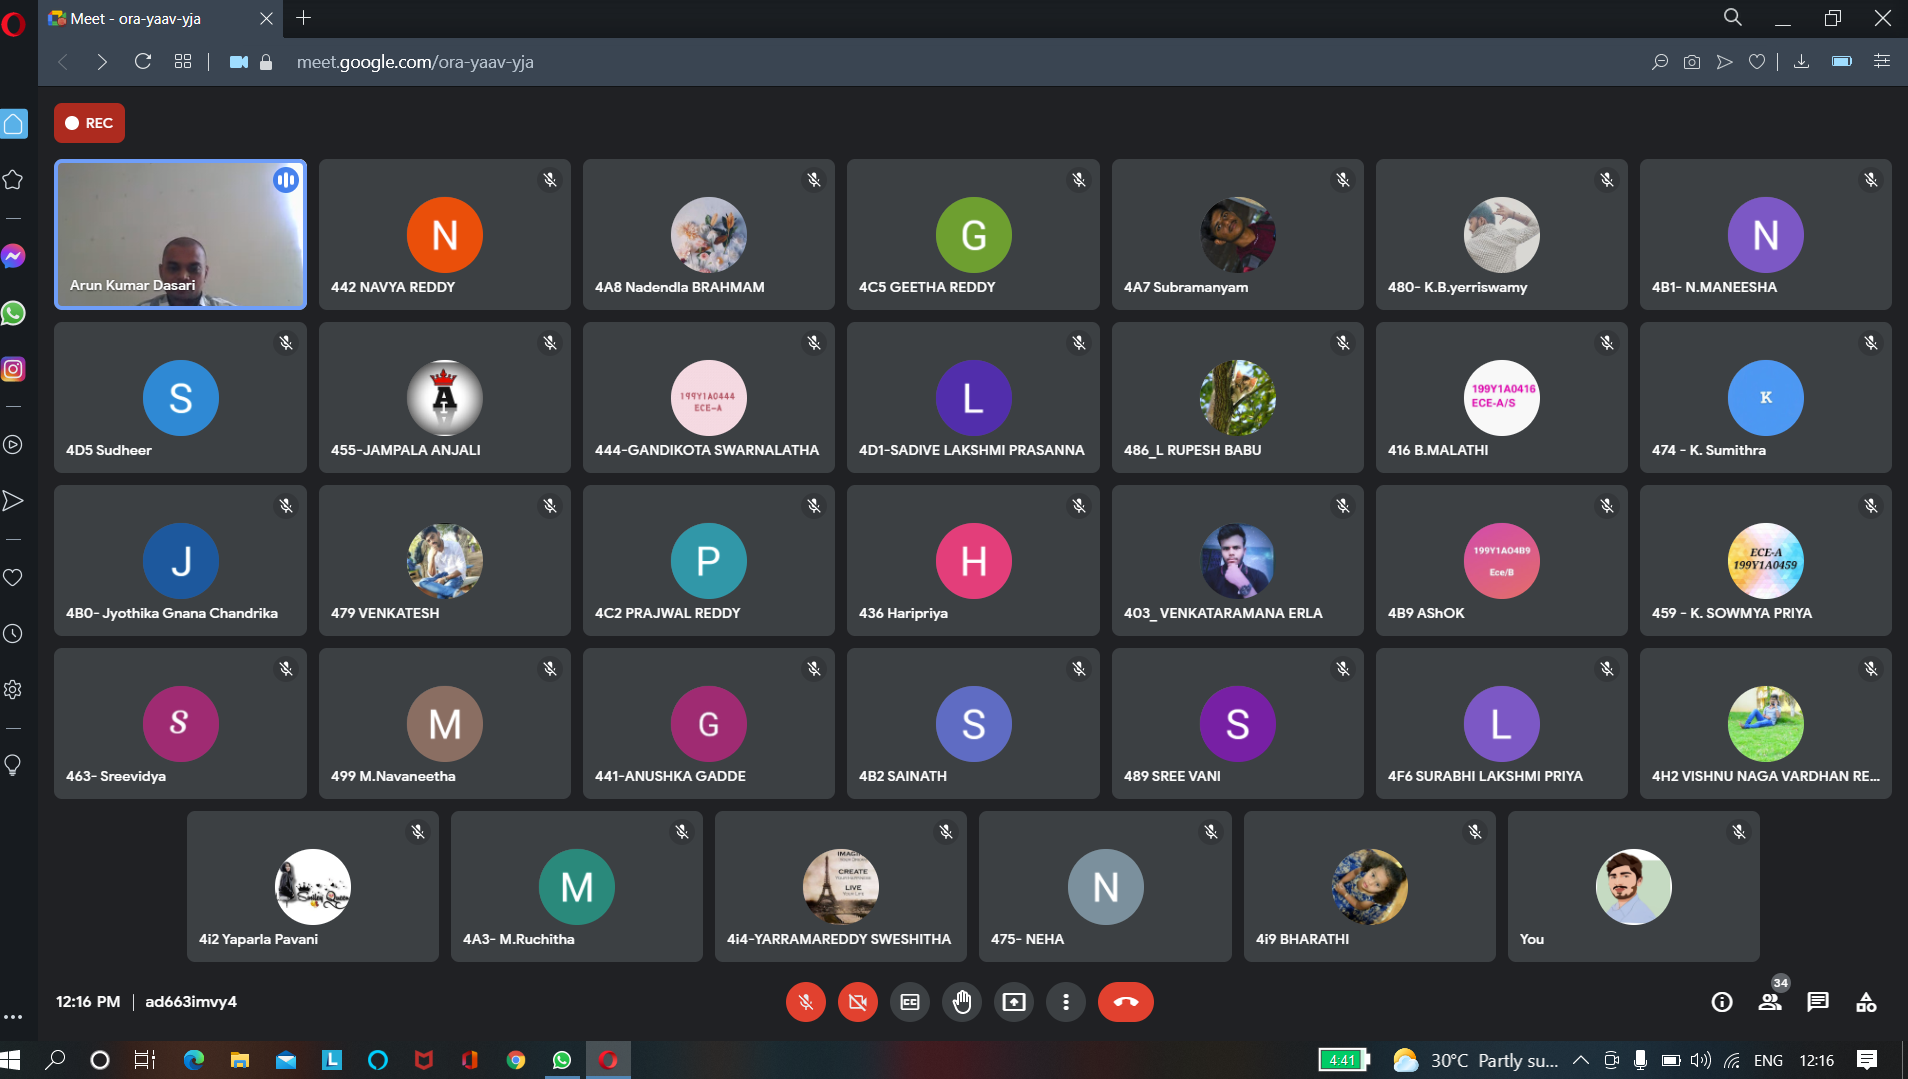 Meet - ora-yaav-yja
meet.google.com/ora-yaav-yja
REC
Arun Kumar Dasari
N
442 NAVYA REDDY
4A8 Nadendla BRAHMAM
G
4C5 GEETHA REDDY
4A7 Subramanyam
480- K.B.yerriswamy
N
4B1- N.MANEESHA
S
4D5 Sudheer
A
455-JAMPALA ANJALI
199Y1A0444
ECE-A
444-GANDIKOTA SWARNALATHA
L
4D1-SADIVE LAKSHMI PRASANNA
486_L RUPESH BABU
199Y1A0416
ECE-A/S
416 B.MALATHI
K
474 - K. Sumithra
J
4B0- Jyothika Gnana Chandrika
479 VENKATESH
P
4C2 PRAJWAL REDDY
H
436 Haripriya
403_ VENKATARAMANA ERLA
199Y1A04B9
Ece/B
4B9 AShOK
ECE-A
199Y1A0459
459 - K. SOWMYA PRIYA
S
463- Sreevidya
M
499 M.Navaneetha
G
441-ANUSHKA GADDE
S
4B2 SAINATH
S
489 SREE VANI
L
4F6 SURABHI LAKSHMI PRIYA
4H2 VISHNU NAGA VARDHAN RE...
Smiley Queen
4i2 Yaparla Pavani
M
4A3- M.Ruchitha
CREATE
LIVE
4i4-YARRAMAREDDY SWESHITHA
N
475- NEHA
4i9 BHARATHI
You
12:16 PM | ad663imvy4
34
4:41
30°C Partly su...
ENG
12:16